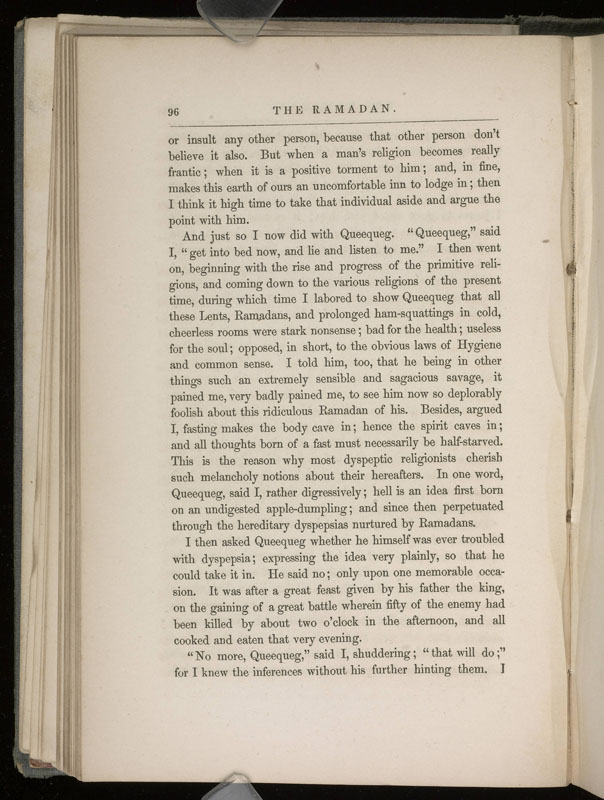 96
THE RAMADAN.
or insult any other person, because that other person don't
believe it also. But when a man's religion becomes really
frantic; when it is a positive torment to him; and, in fine,
makes this earth of ours an uncomfortable inn to lodge in; then
I think it high time to take that individual aside and argue the
point with him.
And just so I now did with Queequeg. "Queequeg," said
I, "get into bed now, and lie and listen to me." I then went
on, beginning with the rise and progress of the primitive reli-
gions, and coming down to the various religions of the present
time, during which time I labored to show Queequeg that all
these Lents, Ramadans, and prolonged ham-squattings in cold,
cheerless rooms were stark nonsense; bad for the health; useless
for the soul; opposed, in short, to the obvious laws of Hygiene
and common sense. I told him, too, that he being in other
things such an extremely sensible and sagacious savage, it
pained me, very badly pained me, to see him now so deplorably
foolish about this ridiculous Ramadan of his. Besides, argued
I, fasting makes the body cave in; hence the spirit caves in;
and all thoughts born of a fast must necessarily be half-starved.
This is the reason why most dyspeptic religionists cherish
such melancholy notions about their hereafters. In one word,
Queequeg, said I, rather digressively; hell is an idea first born
on an undigested apple-dumpling; and since then perpetuated
through the hereditary dyspepsias nurtured by Ramadans.
I then asked Queequeg whether he himself was ever troubled
with dyspepsia; expressing the idea very plainly, so that he
could take it in. He said no; only upon one memorable occa-
sion. It was after a great feast given by his father the king,
on the gaining of a great battle wherein fifty of the enemy had
been killed by about two o'clock in the afternoon, and all
cooked and eaten that very evening.
"No more, Queequeg," said I, shuddering; "that will do;"
for I knew the inferences without his further hinting them. I